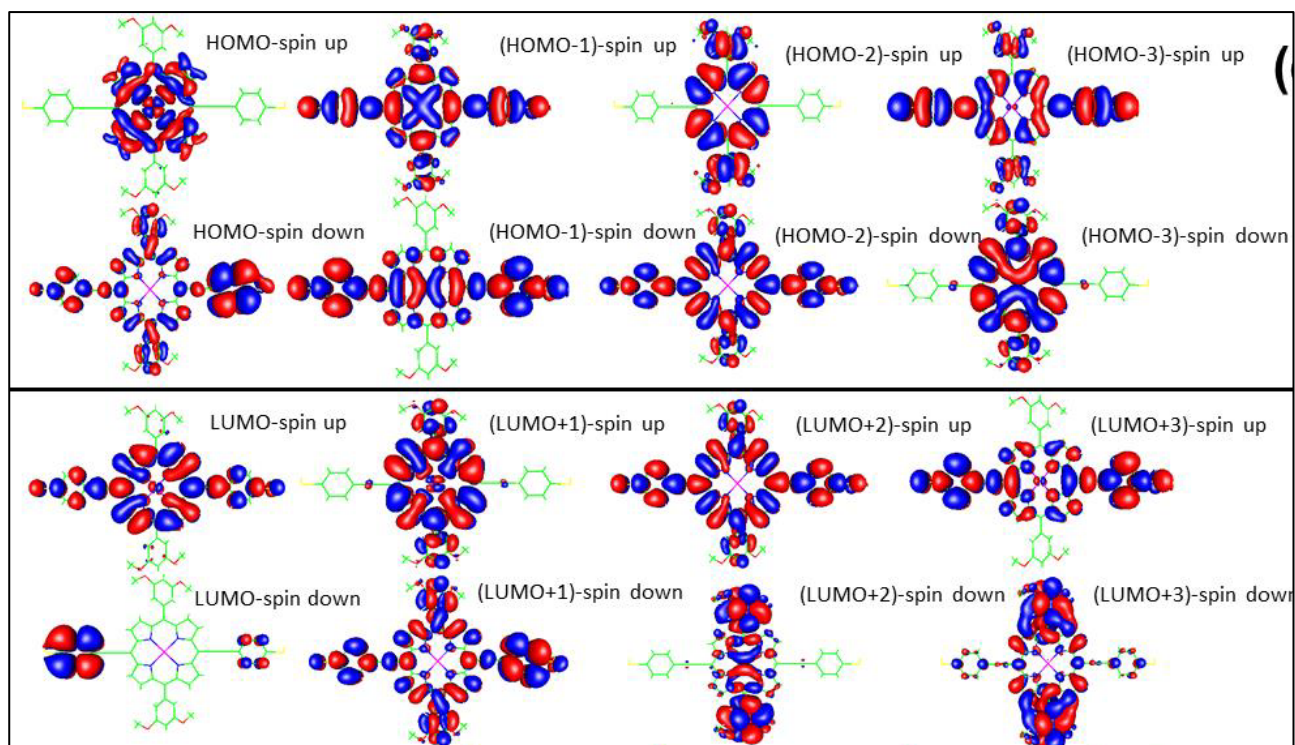 HOMO-spin up
(HOMO-1)-spin up
(HOMO-2)-spin up
(HOMO-3)-spin up
HOMO-spin down
(HOMO-1)-spin down
(HOMO-2)-spin down
(HOMO-3)-spin down
LUMO-spin up
(LUMO+1)-spin up
(LUMO+2)-spin up
(LUMO+3)-spin up
LUMO-spin down
(LUMO+1)-spin down
(LUMO+2)-spin down
(LUMO+3)-spin down